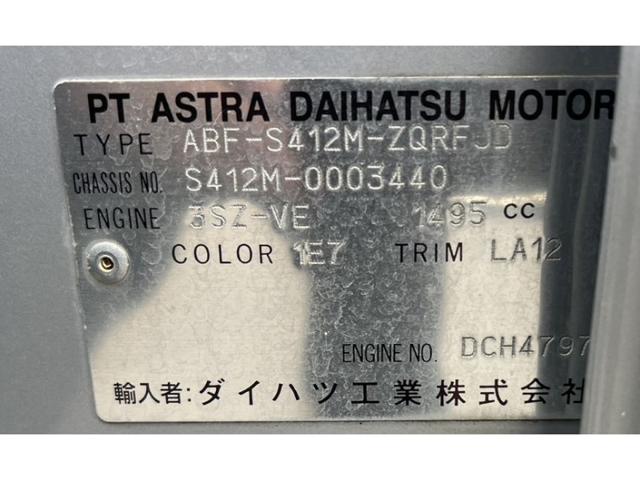 PT ASTRA DAIHATSU MOTOR
TYPE ABF-S412M-ZQRFJD
CHASSIS NO. S412M-0003440
ENGINE 3SZ-VE 1495 CC
COLOR 1E7 TRIM LA12
ENGINE NO. DCH4797
輸入者: ダイハツ工業株式会社